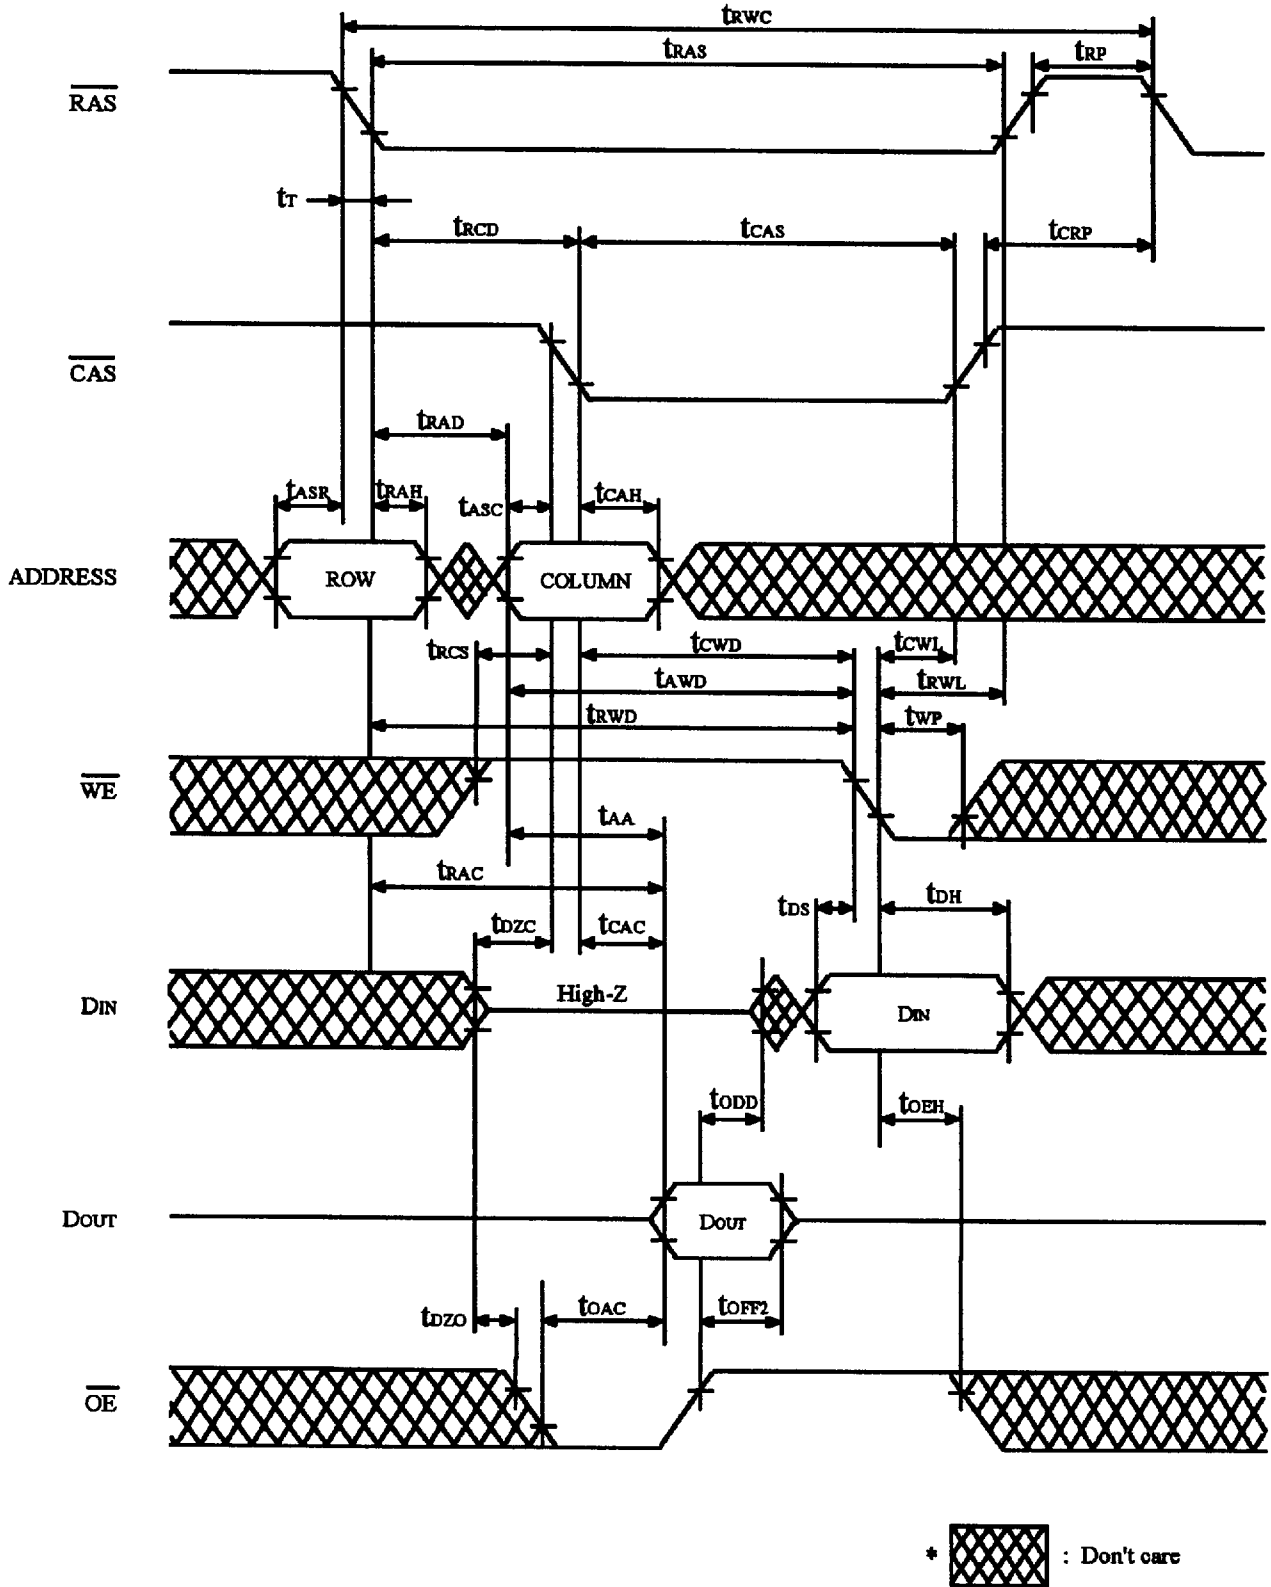 tRWC
tRAS
tRP
RAS
tT
tRCD
tCAS
tCRP
CAS
tRAD
tASR
tRAH
tASC
tCAH
ADDRESS
ROW
COLUMN
tRCS
tCWD
tCWL
tAWD
tRWL
tRWD
tWP
WE
tAA
tRAC
tDS
tDH
tDZC
tCAC
DIN
High-Z
DIN
tODD
tOEH
DOUT
DOUT
tDZO
tOAC
tOFF2
OE
* : Don't care